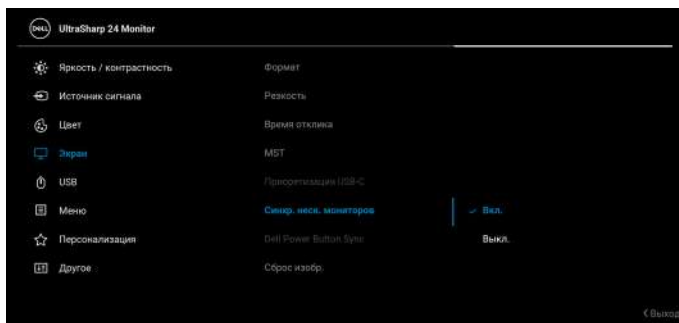 DELL UltraSharp 24 Monitor
Яркость / контрастность Формат
Источник сигнала Резкость
Цвет Время отклика
Экран MST
USB Приоритизация USB-C
Меню Синхр. неск. мониторов Вкл.
Персонализация Dell Power Button Sync Выкл.
Другое Сброс изобр.
Выход